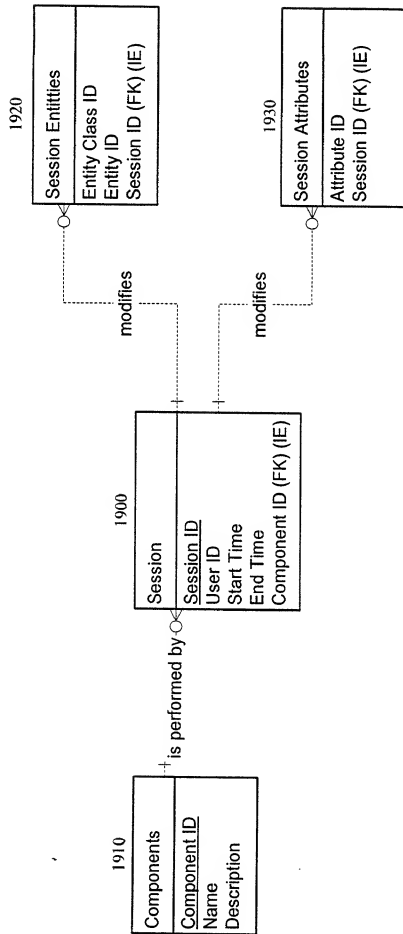 1910
Components
Component ID
Name
Description
is performed by
1900
Session
Session ID
User ID
Start Time
End Time
Component ID (FK) (IE)
modifies
modifies
1920
Session Entitties
Entity Class ID
Entity ID
Session ID (FK) (IE)
1930
Session Attributes
Attribute ID
Session ID (FK) (IE)